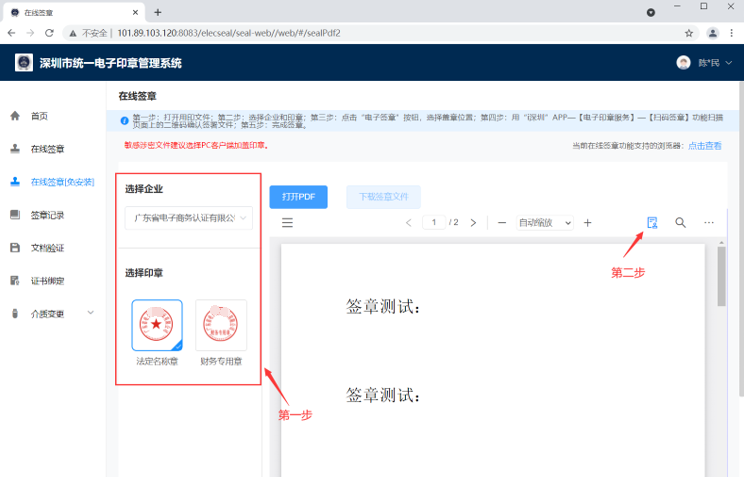 在线签章
不安全 | 101.89.103.120:8083/elecseal/seal-web//web/#/sealPdf2
深圳市统一电子印章管理系统
陈*民
首页
在线签章
在线签章[免安装]
签章记录
文档验证
证书绑定
介质变更
在线签章
第一步：打开用印文件；第二步：选择企业和印章；第三步：点击"电子签章"按钮，选择盖章位置；第四步：用"i深圳"APP—【电子印章服务】—【扫码签章】功能扫描
页面上的二维码确认签署文件；第五步：完成签章。
敏感涉密文件建议选择PC客户端加盖印章。
当前在线签章功能支持的浏览器：点击查看
选择企业
广东省电子商务认证有限公
选择印章
法定名称章
财务专用章
打开PDF
下载签章文件
1 / 2
自动缩放
第二步
签章测试：
签章测试：
第一步